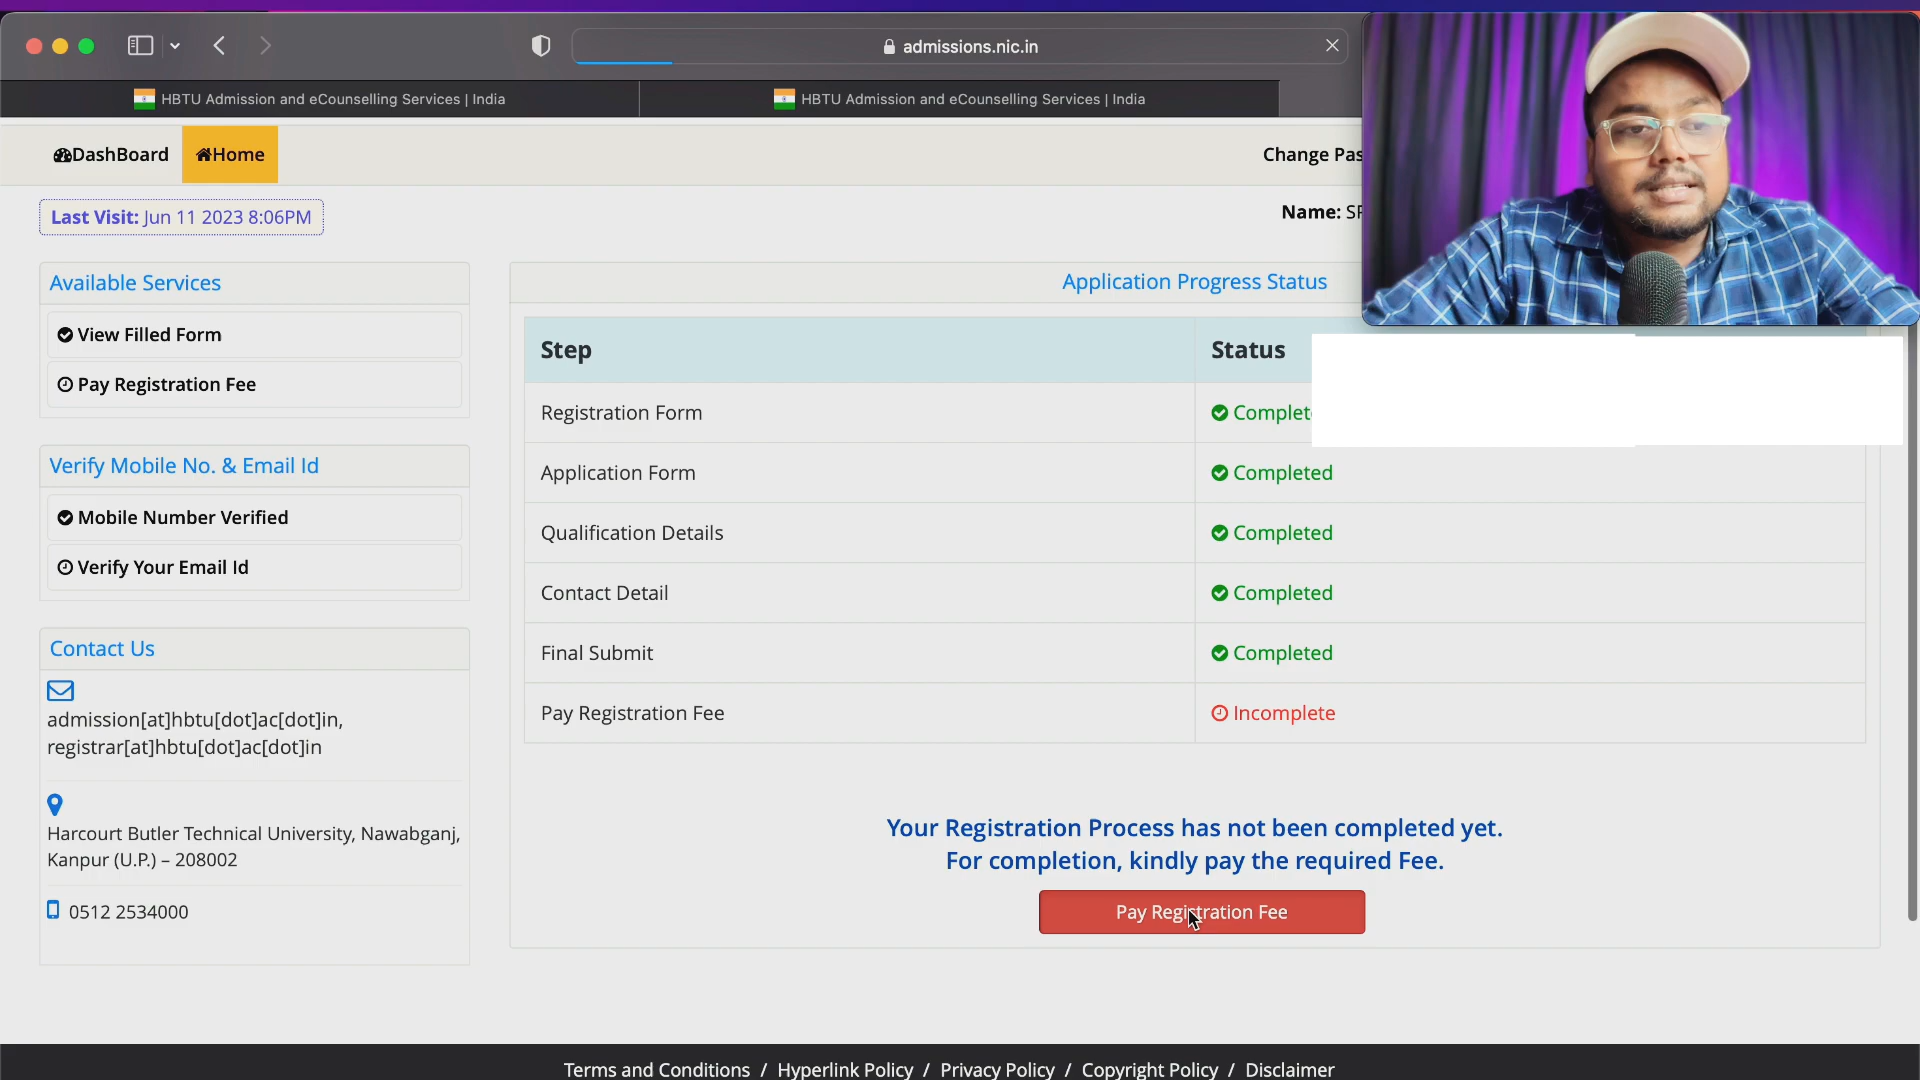 admissions.nic.in
HBTU Admission and eCounselling Services | India
HBTU Admission and eCounselling Services | India
DashBoard
Home
Change
Last Visit: Jun 11 2023 8:06PM
Name:
Available Services
View Filled Form
Pay Registration Fee
Verify Mobile No. & Email Id
Mobile Number Verified
Verify Your Email Id
Contact Us
admission[at]hbtu[dot]ac[dot]in,
registrar[at]hbtu[dot]ac[dot]in
Harcourt Butler Technical University, Nawabganj,
Kanpur (U.P.) – 208002
0512 2534000
Application Progress Status
Step Status
Registration Form
Application Form Completed
Qualification Details Completed
Contact Detail Completed
Final Submit Completed
Pay Registration Fee Incomplete
Your Registration Process has not been completed yet.
For completion, kindly pay the required Fee.
Pay Registration Fee
Terms and Conditions / Hyperlink Policy / Privacy Policy / Copyright Policy / Disclaimer